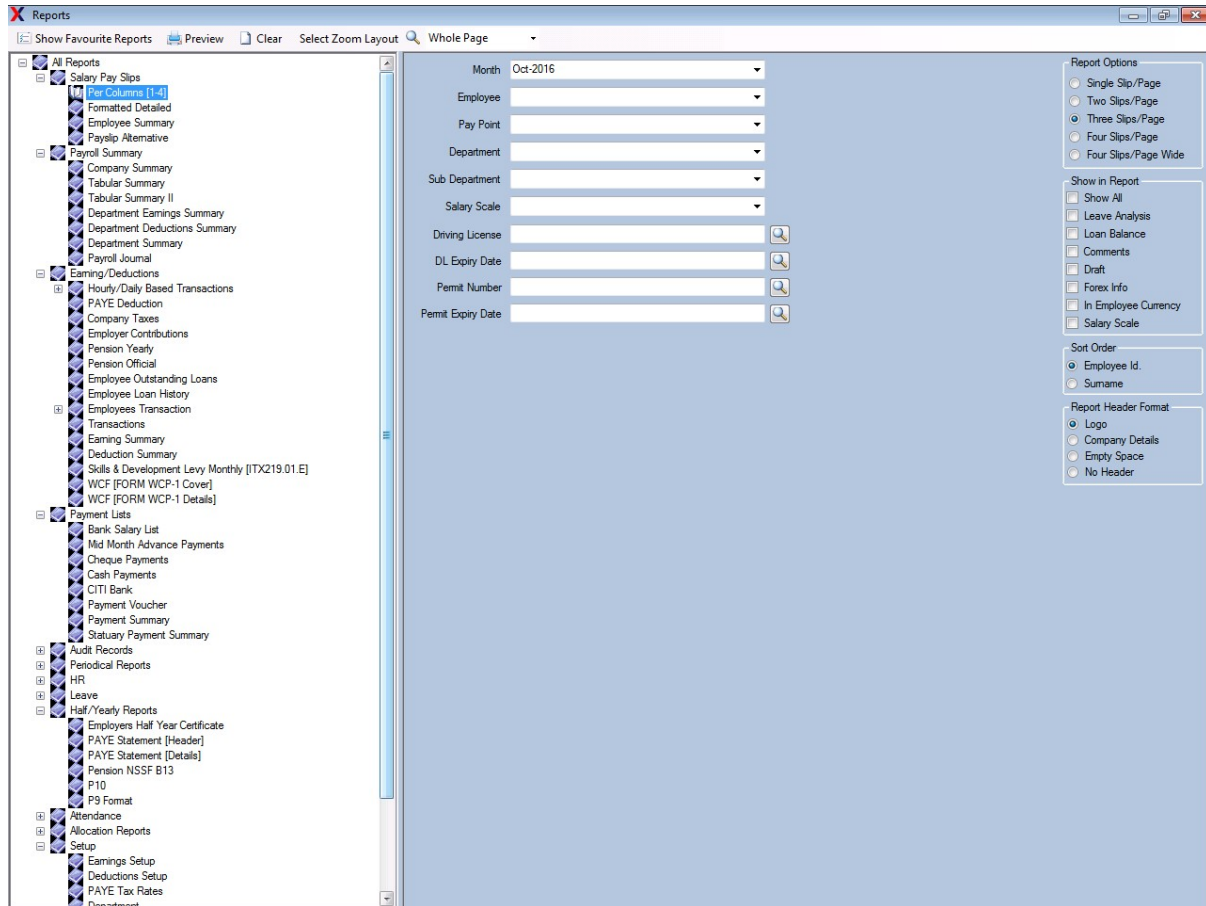 Reports
Show Favourite Reports Preview Clear Select Zoom Layout Whole Page
All Reports
Salary Pay Slips
Per Columns [1-4]
Formatted Detailed
Employee Summary
Payslip Alternative
Payroll Summary
Company Summary
Tabular Summary
Tabular Summary II
Department Earnings Summary
Department Deductions Summary
Department Summary
Payroll Journal
Earning/Deductions
Hourly/Daily Based Transactions
PAYE Deduction
Company Taxes
Employer Contributions
Pension Yearly
Pension Official
Employee Outstanding Loans
Employee Loan History
Employees Transaction
Transactions
Earning Summary
Deduction Summary
Skills & Development Levy Monthly [ITX219.01.E]
WCF [FORM WCP-1 Cover]
WCF [FORM WCP-1 Details]
Payment Lists
Bank Salary List
Mid Month Advance Payments
Cheque Payments
Cash Payments
CITI Bank
Payment Voucher
Payment Summary
Statuary Payment Summary
Audit Records
Periodical Reports
HR
Leave
Half/Yearly Reports
Employers Half Year Certificate
PAYE Statement [Header]
PAYE Statement [Details]
Pension NSSF B13
P10
P9 Format
Attendance
Allocation Reports
Setup
Earnings Setup
Deductions Setup
PAYE Tax Rates
Department
Month Oct-2016
Employee
Pay Point
Department
Sub Department
Salary Scale
Driving License
DL Expiry Date
Permit Number
Permit Expiry Date
Report Options
Single Slip/Page
Two Slips/Page
Three Slips/Page
Four Slips/Page
Four Slips/Page Wide
Show in Report
Show All
Leave Analysis
Loan Balance
Comments
Draft
Forex Info
In Employee Currency
Salary Scale
Sort Order
Employee Id.
Surname
Report Header Format
Logo
Company Details
Empty Space
No Header